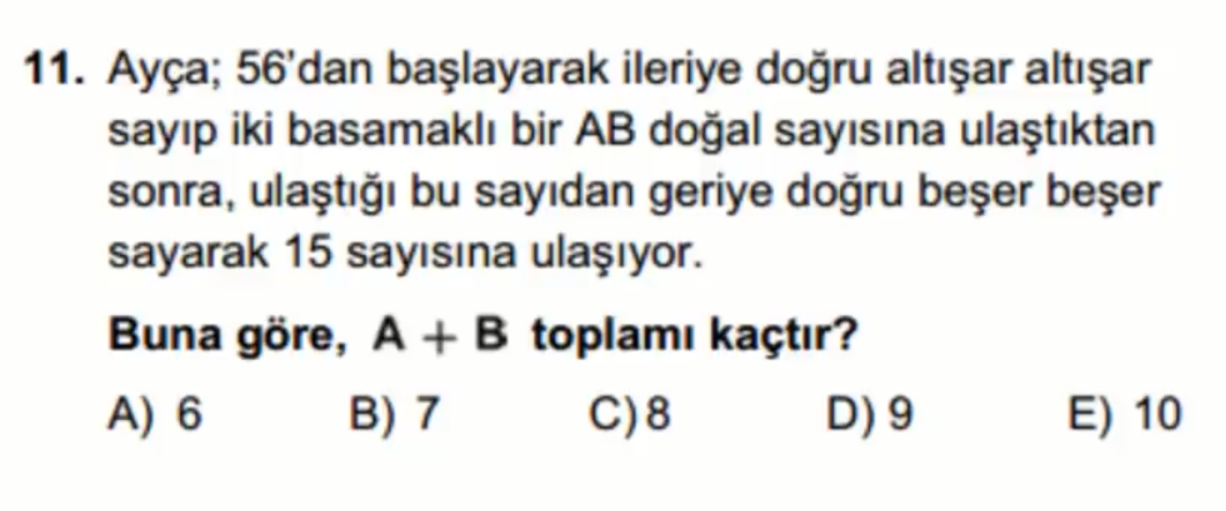 11. Ayça; 56'dan başlayarak ileriye doğru altışar altışar
sayıp iki basamaklı bir AB doğal sayısına ulaştıktan
sonra, ulaştığı bu sayıdan geriye doğru beşer beşer
sayarak 15 sayısına ulaşıyor.
Buna göre, A + B toplamı kaçtır?
A) 6 B) 7 C) 8 D) 9 E) 10